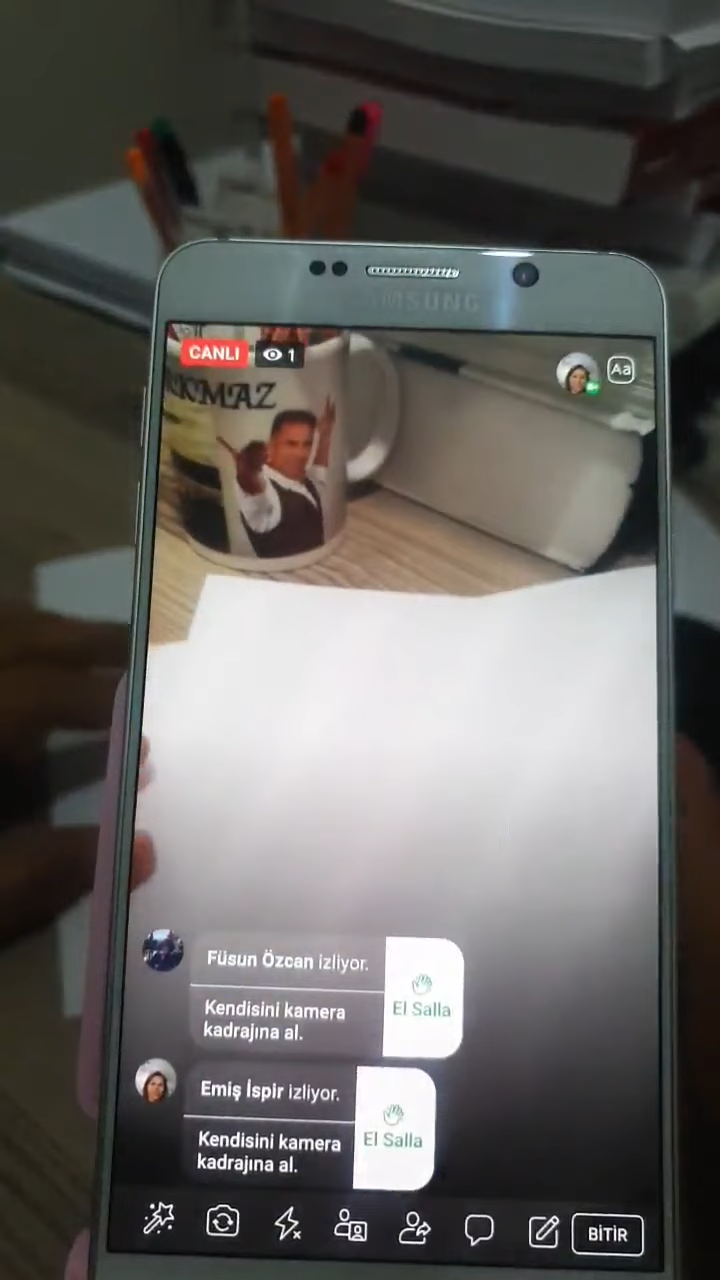 SAMSUNG
CANLI 1
Aa
KMAZ
Füsun Özcan izliyor.
Kendisini kamera
kadrajına al.
El Salla
Emiş İspir izliyor.
Kendisini kamera
kadrajına al.
El Salla
BİTİR